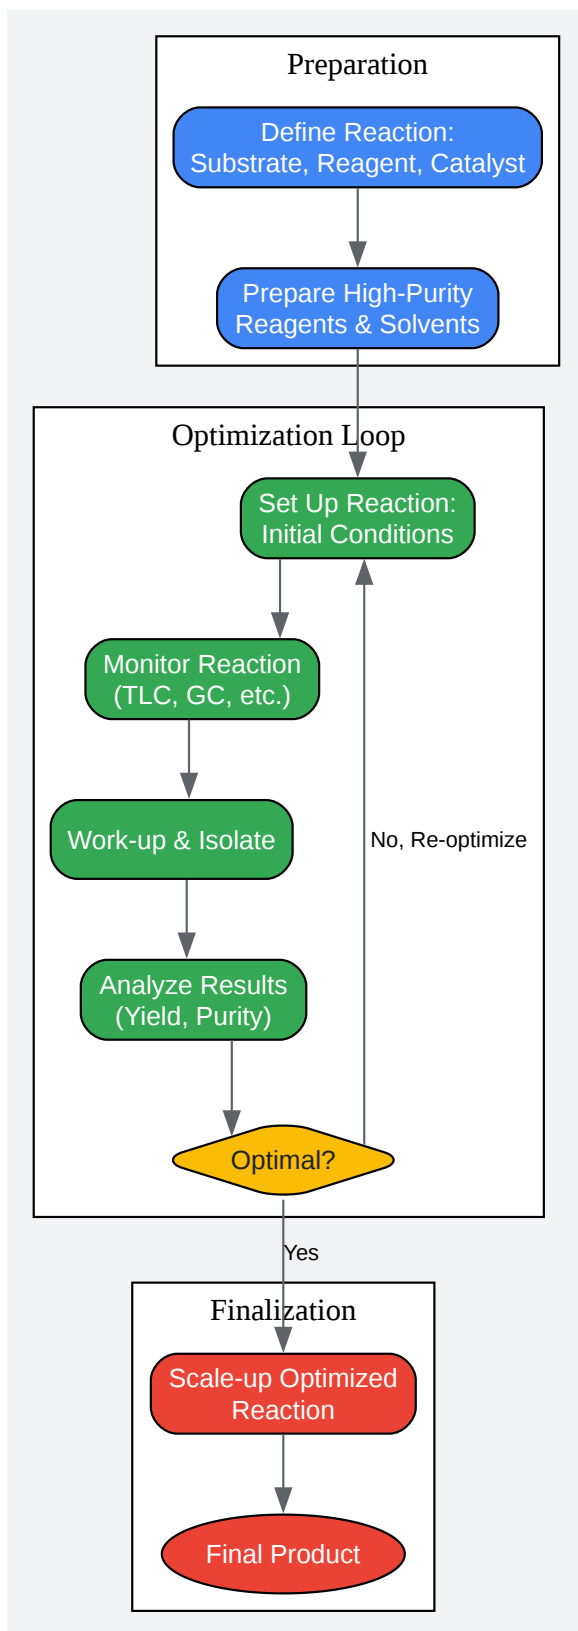 Preparation
Define Reaction:
Substrate, Reagent, Catalyst
Prepare High-Purity
Reagents & Solvents
Optimization Loop
Set Up Reaction:
Initial Conditions
Monitor Reaction
(TLC, GC, etc.)
Work-up & Isolate
No, Re-optimize
Analyze Results
(Yield, Purity)
Optimal?
Yes
Finalization
Scale-up Optimized
Reaction
Final Product